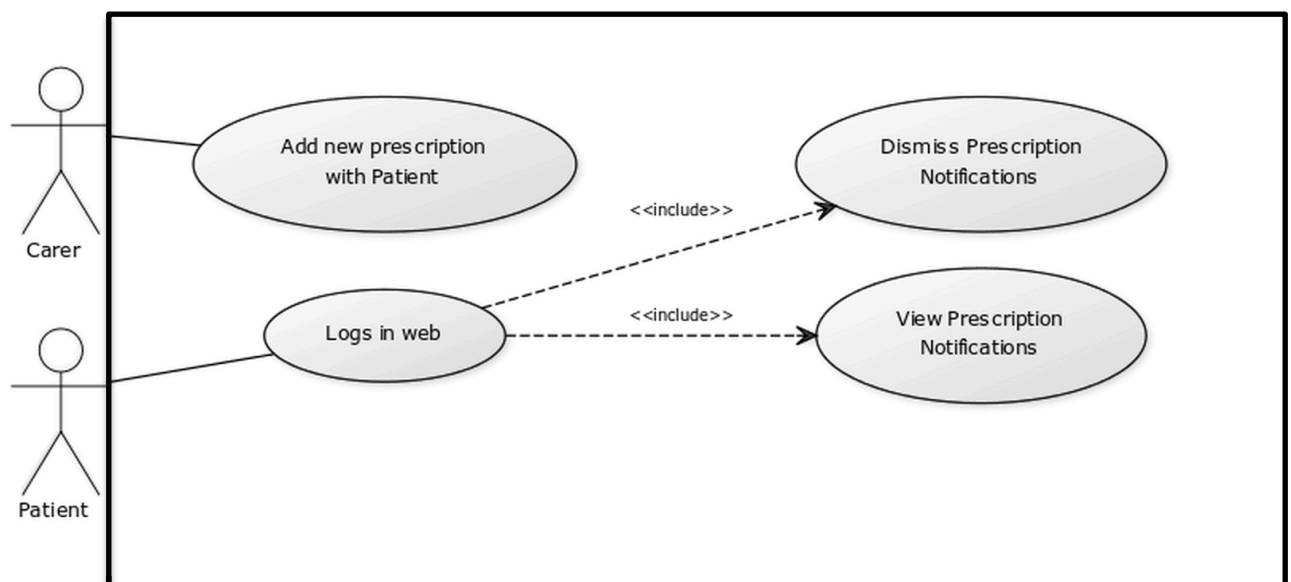 Carer
Add new prescription
with Patient
Dismiss Prescription
Notifications
<<include>>
Patient
Logs in web
<<include>>
View Prescription
Notifications